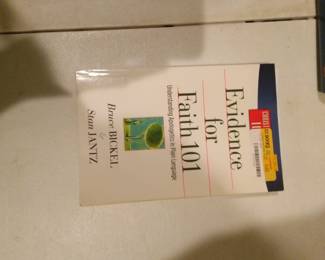 Evidence
for
Faith 101
Understanding Apologetics in Plain Language
Bruce BICKEL
&
Stan JANTZ